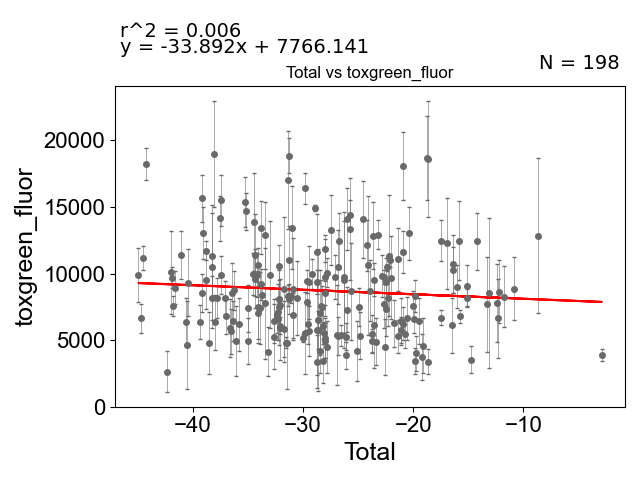 r^2 = 0.006
y = -33.892x + 7766.141
N = 198
Total vs toxgreen_fluor
20000
15000
10000
5000
0
toxgreen_fluor
−40
−30
−20
−10
Total